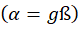 (α = gß)